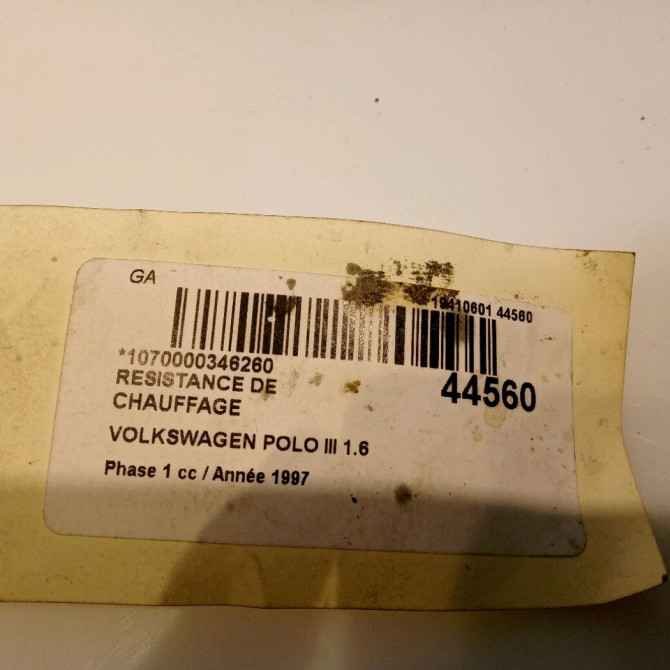 GA
19410601 44560
*1070000346260
RESISTANCE DE
CHAUFFAGE
44560
VOLKSWAGEN POLO III 1.6
Phase 1 cc / Année 1997